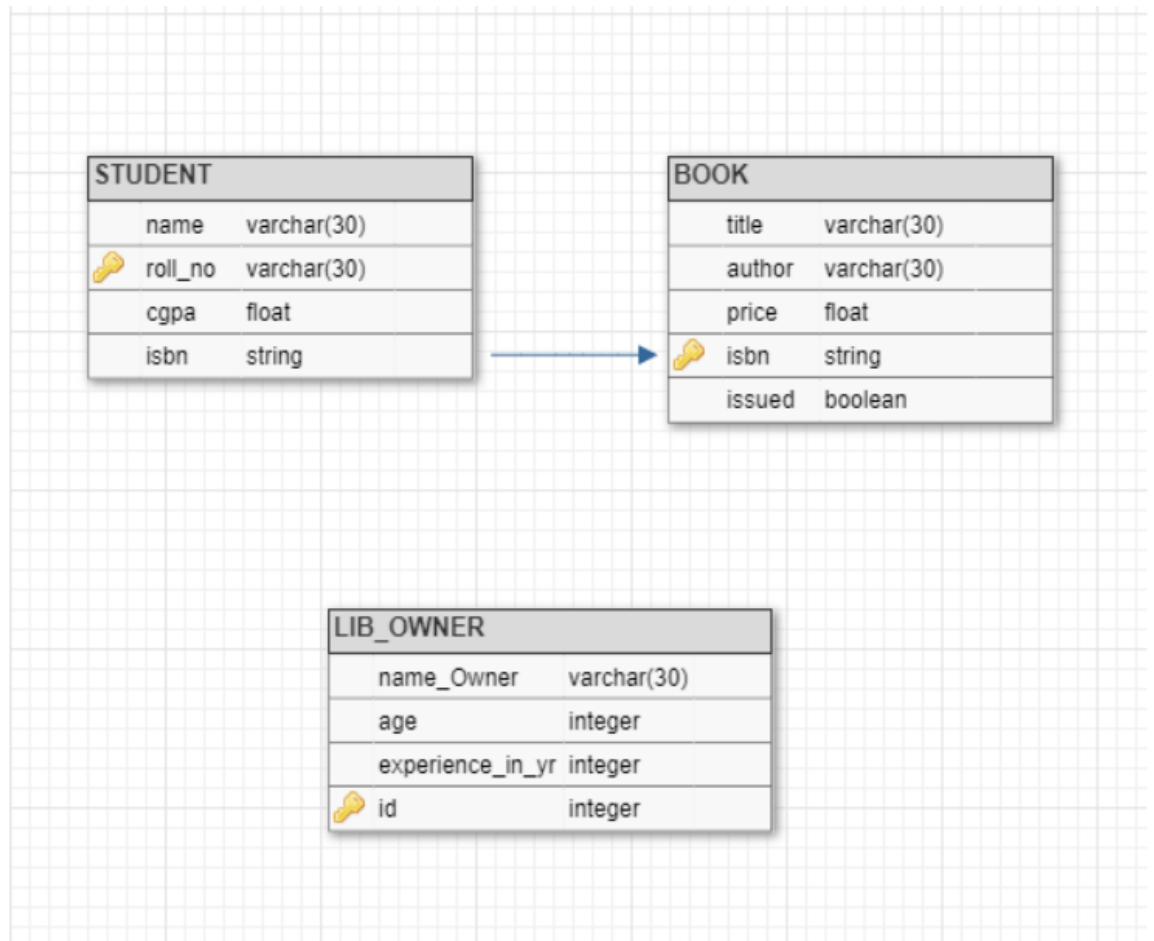 STUDENT
name varchar(30)
roll_no varchar(30)
cgpa float
isbn string
BOOK
title varchar(30)
author varchar(30)
price float
isbn string
issued boolean
LIB_OWNER
name_Owner varchar(30)
age integer
experience_in_yr integer
id integer